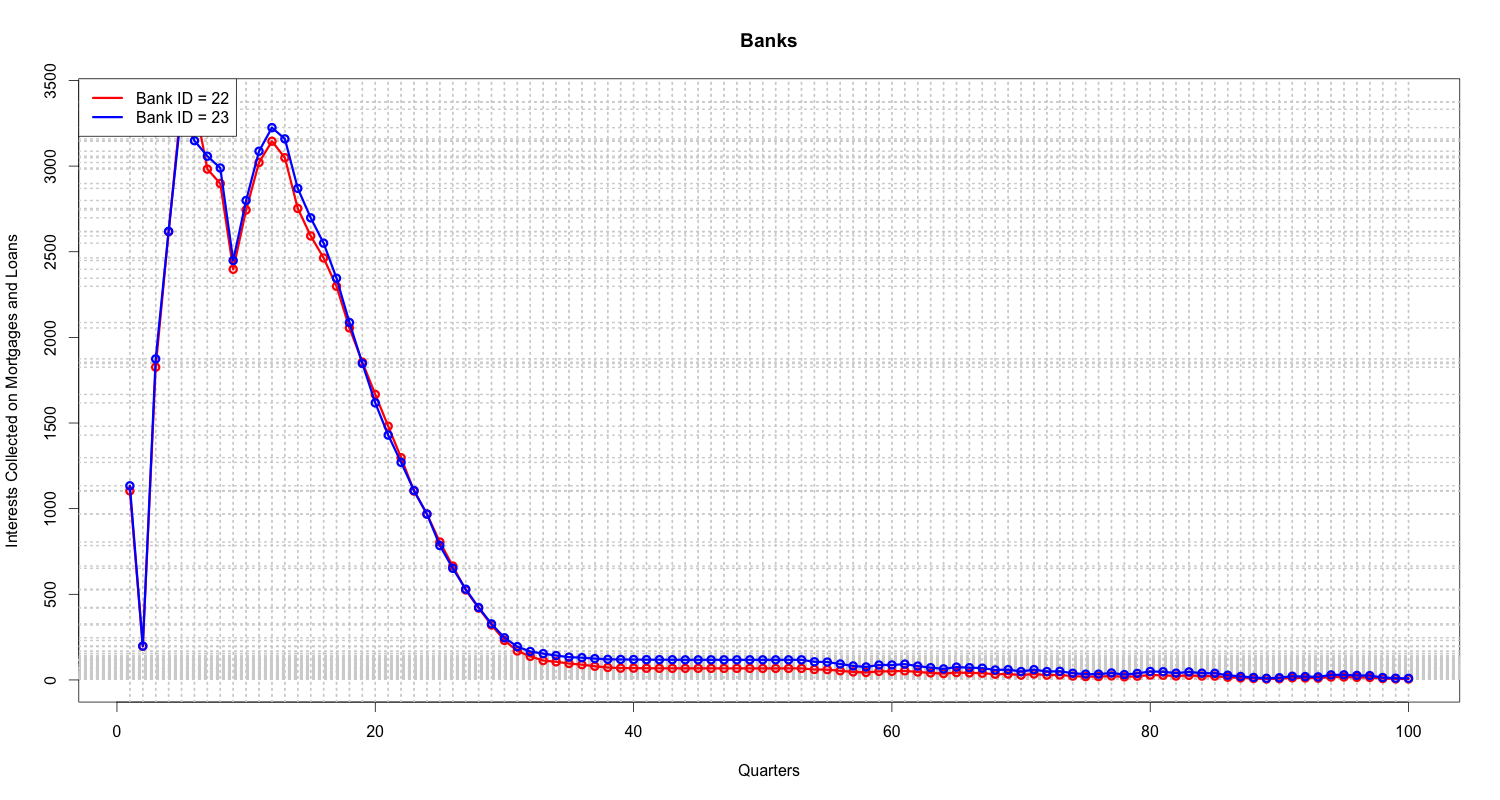 Banks
Bank ID = 22
Bank ID = 23
Interests Collected on Mortgages and Loans
3500
3000
2500
2000
1500
1000
500
0
0 20 40 60 80 100
Quarters